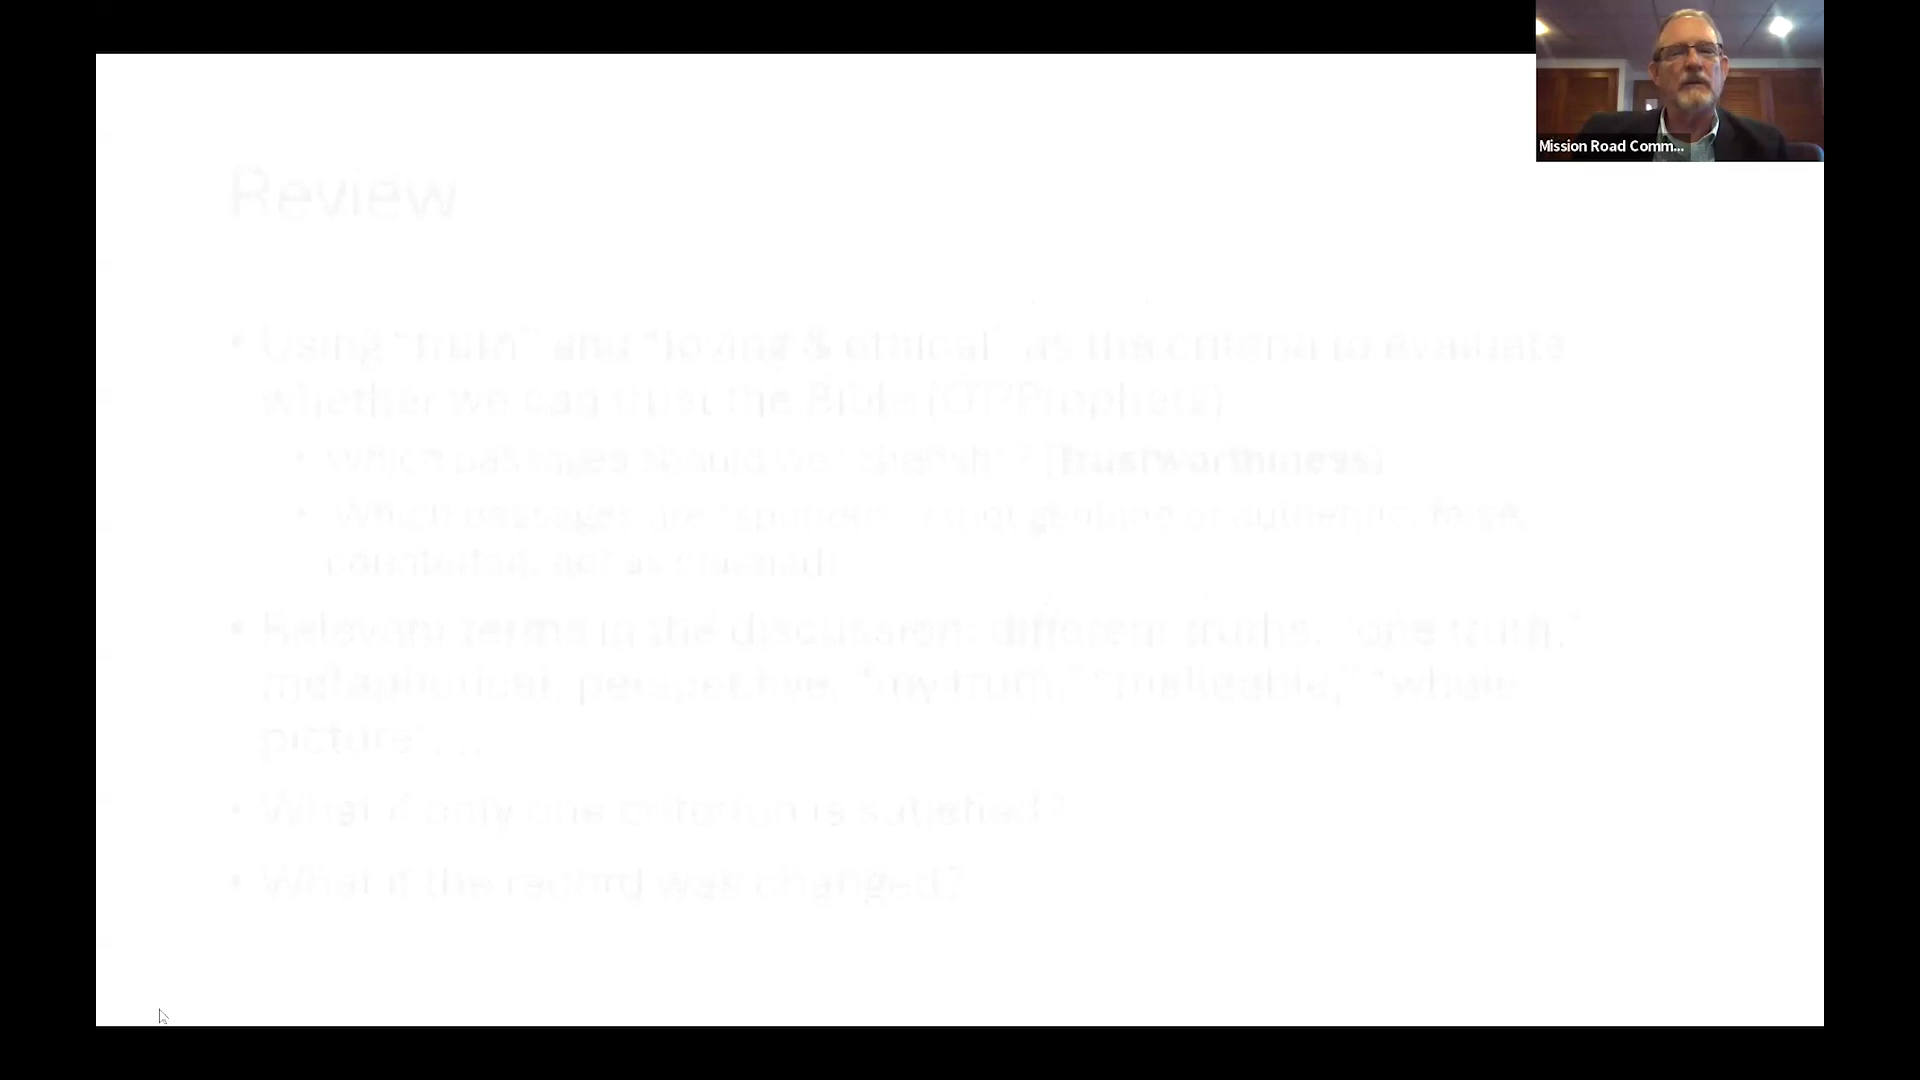 Mission Road Comm...
Review
• Using "truth" and "loving & ethical" as the criteria to evaluate
whether we can trust the Bible (OT/Prophets)
• Which passages should we "cherish"? (Trustworthiness)
• Which passages are "spurious" (not genuine or authentic, false,
counterfeit, not as claimed)
• Relevant terms in the discussion: different truths, "one truth,"
metaphorical, perspective, "my truth," "malleable," "whole
picture"…
• What if only one criterion is satisfied?
• What if the record was changed?